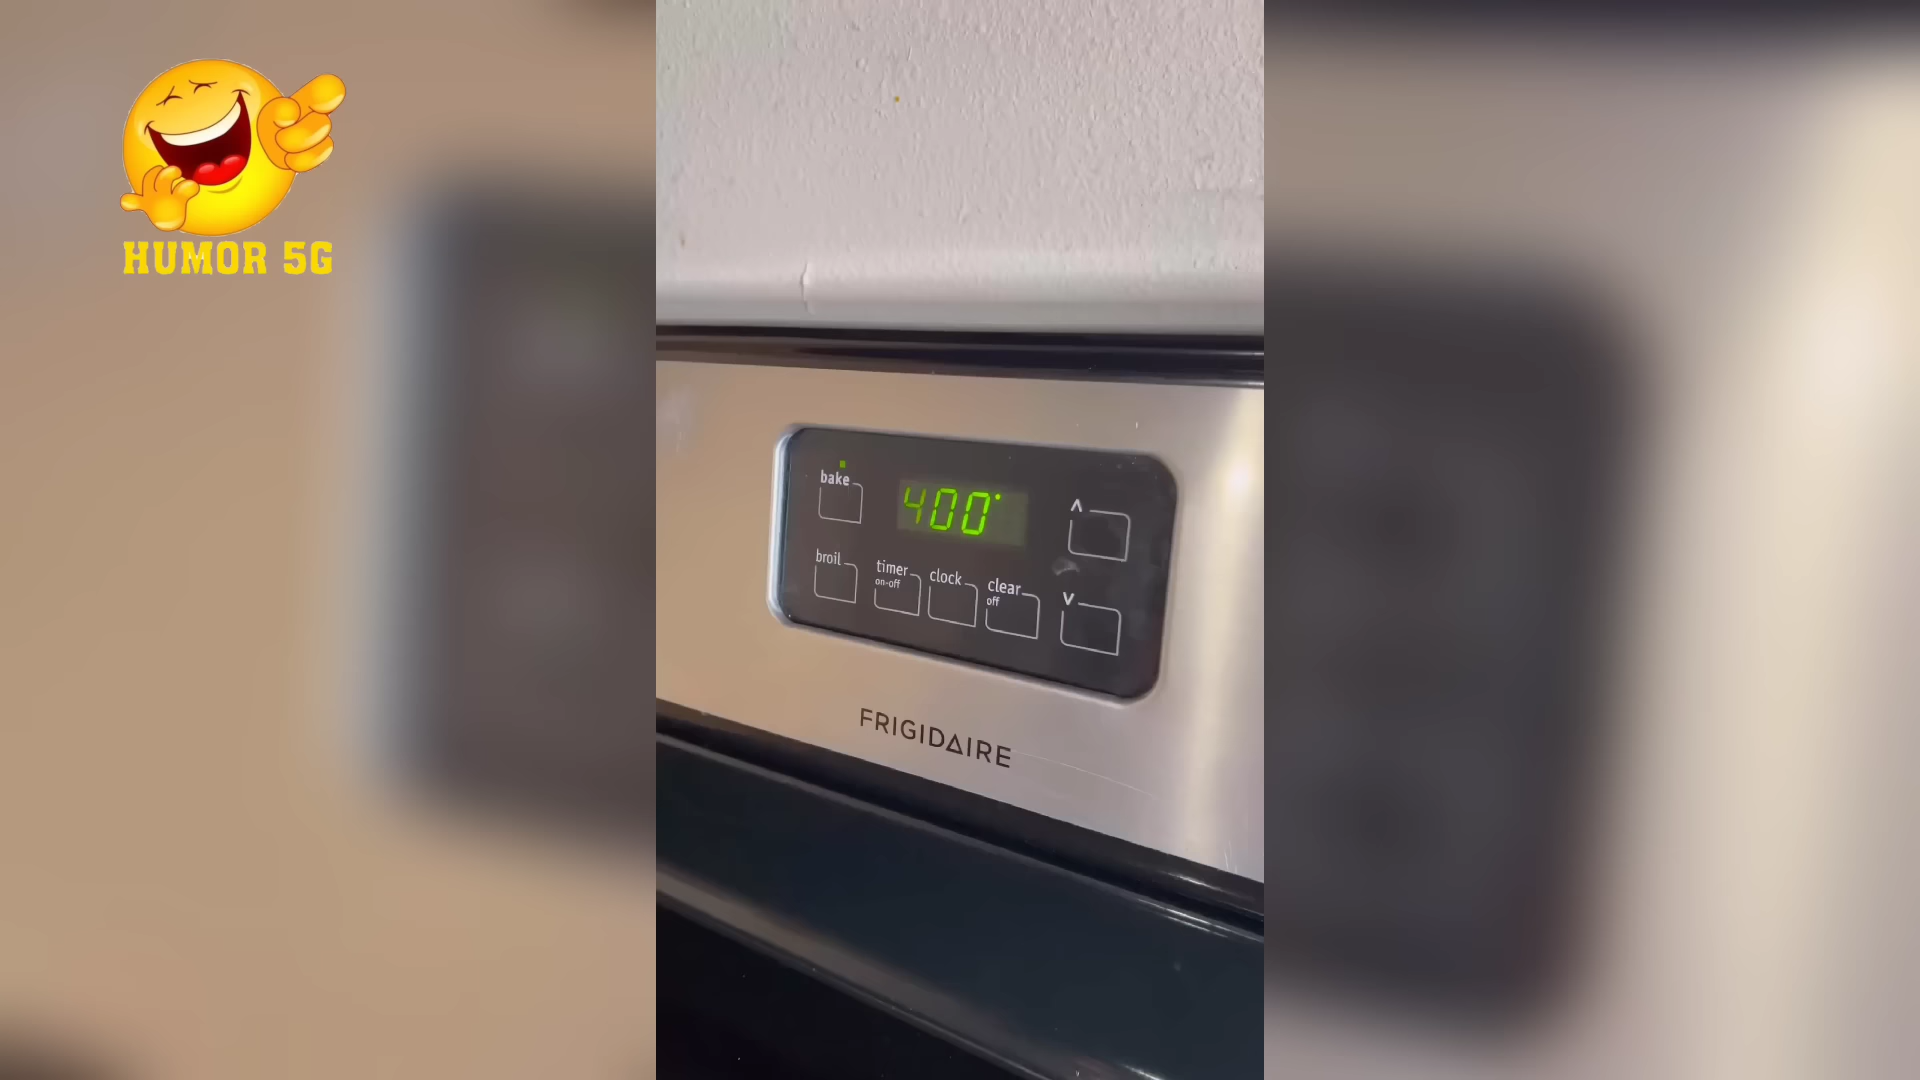 HUMOR 5G
bake
400°
^
broil
timer
on-off
clock
clear
off
v
FRIGIDAIRE